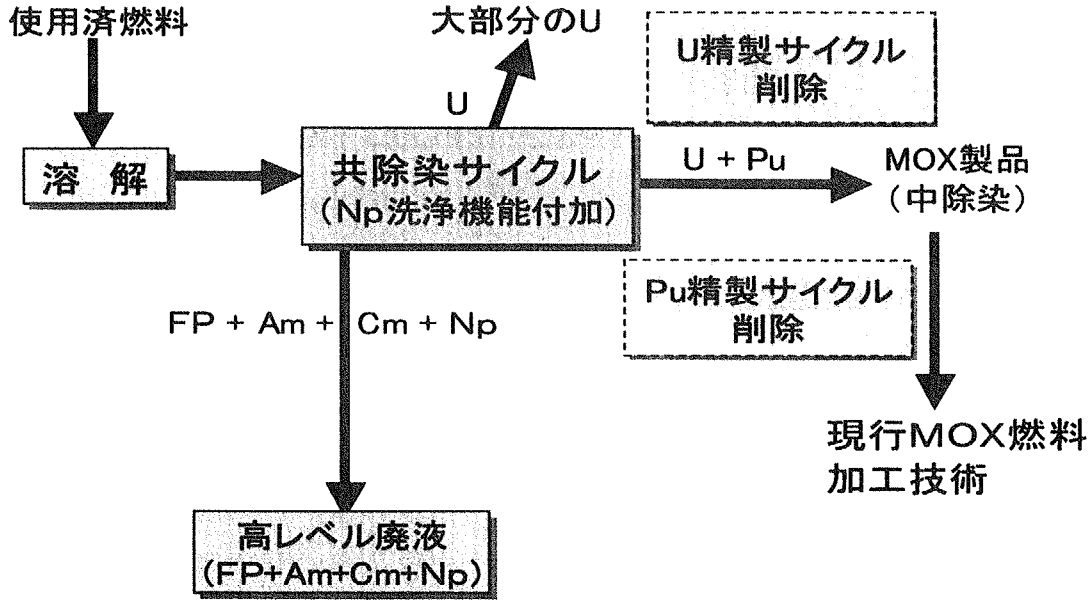 使用済燃料
大部分のU
U精製サイクル
削除
U
溶 解
共除染サイクル
(Np洗浄機能付加)
U + Pu
MOX製品
(中除染)
Pu精製サイクル
削除
FP + Am + Cm + Np
現行MOX燃料
加工技術
高レベル廃液
(FP+Am+Cm+Np)